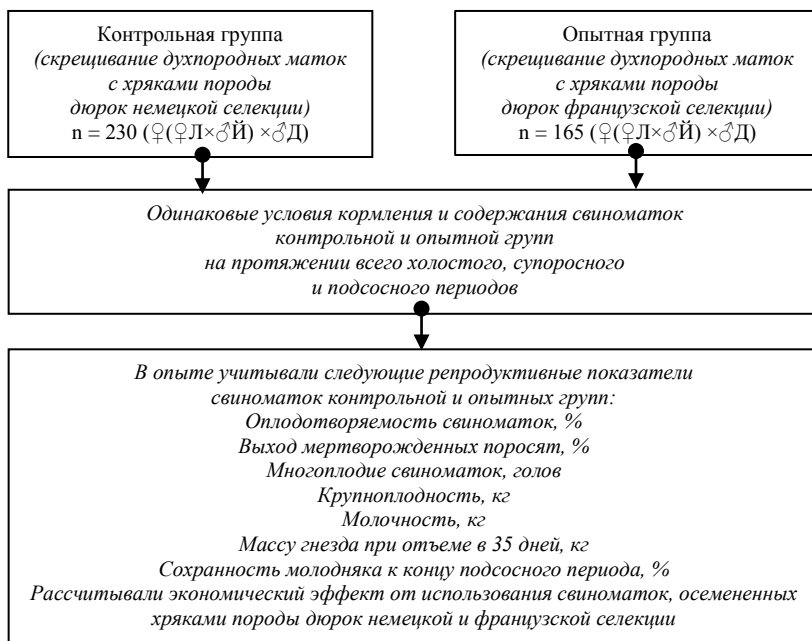 Контрольная группа
(скрещивание духпородных маток
с хряками породы
дюрок немецкой селекции)
n = 230 (♀(♀Л×♂Й) ×♂Д)
Опытная группа
(скрещивание духпородных маток
с хряками породы
дюрок французской селекции)
n = 165 (♀(♀Л×♂Й) ×♂Д)
Одинаковые условия кормления и содержания свиноматок
контрольной и опытной групп
на протяжении всего холостого, супоросного
и подсосного периодов
В опыте учитывали следующие репродуктивные показатели
свиноматок контрольной и опытных групп:
Оплодотворяемость свиноматок, %
Выход мертворожденных поросят, %
Многоплодие свиноматок, голов
Крупноплодность, кг
Молочность, кг
Массу гнезда при отъеме в 35 дней, кг
Сохранность молодняка к концу подсосного периода, %
Рассчитывали экономический эффект от использования свиноматок, осемененных
хряками породы дюрок немецкой и французской селекции